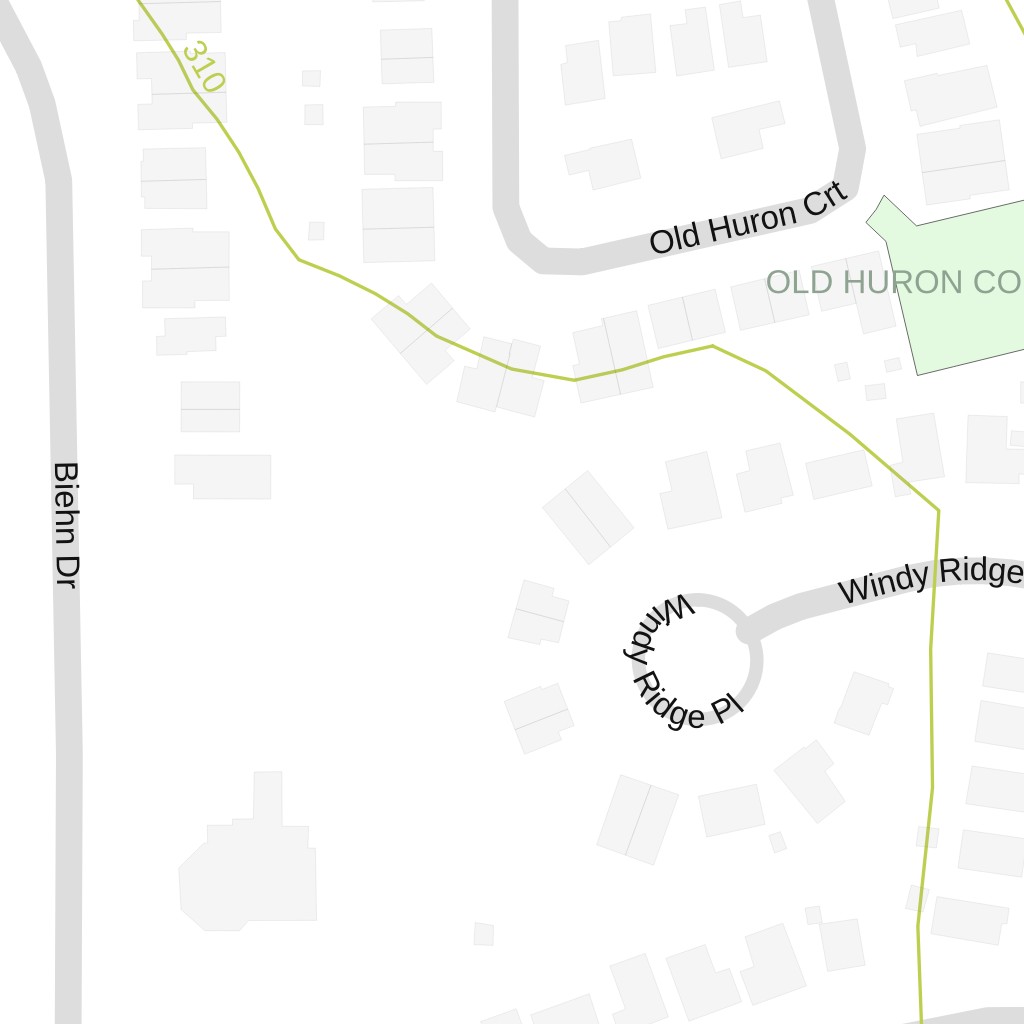 310
Old Huron Crt
OLD HURON CO
Biehn Dr
Windy Ridge
Windy Ridge Pl